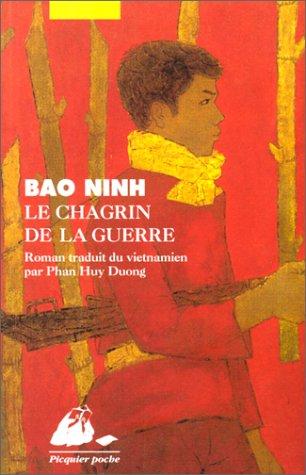 BAO NINH
LE CHAGRIN
DE LA GUERRE
Roman traduit du vietnamien
par Phan Huy Duong
Picquier poche